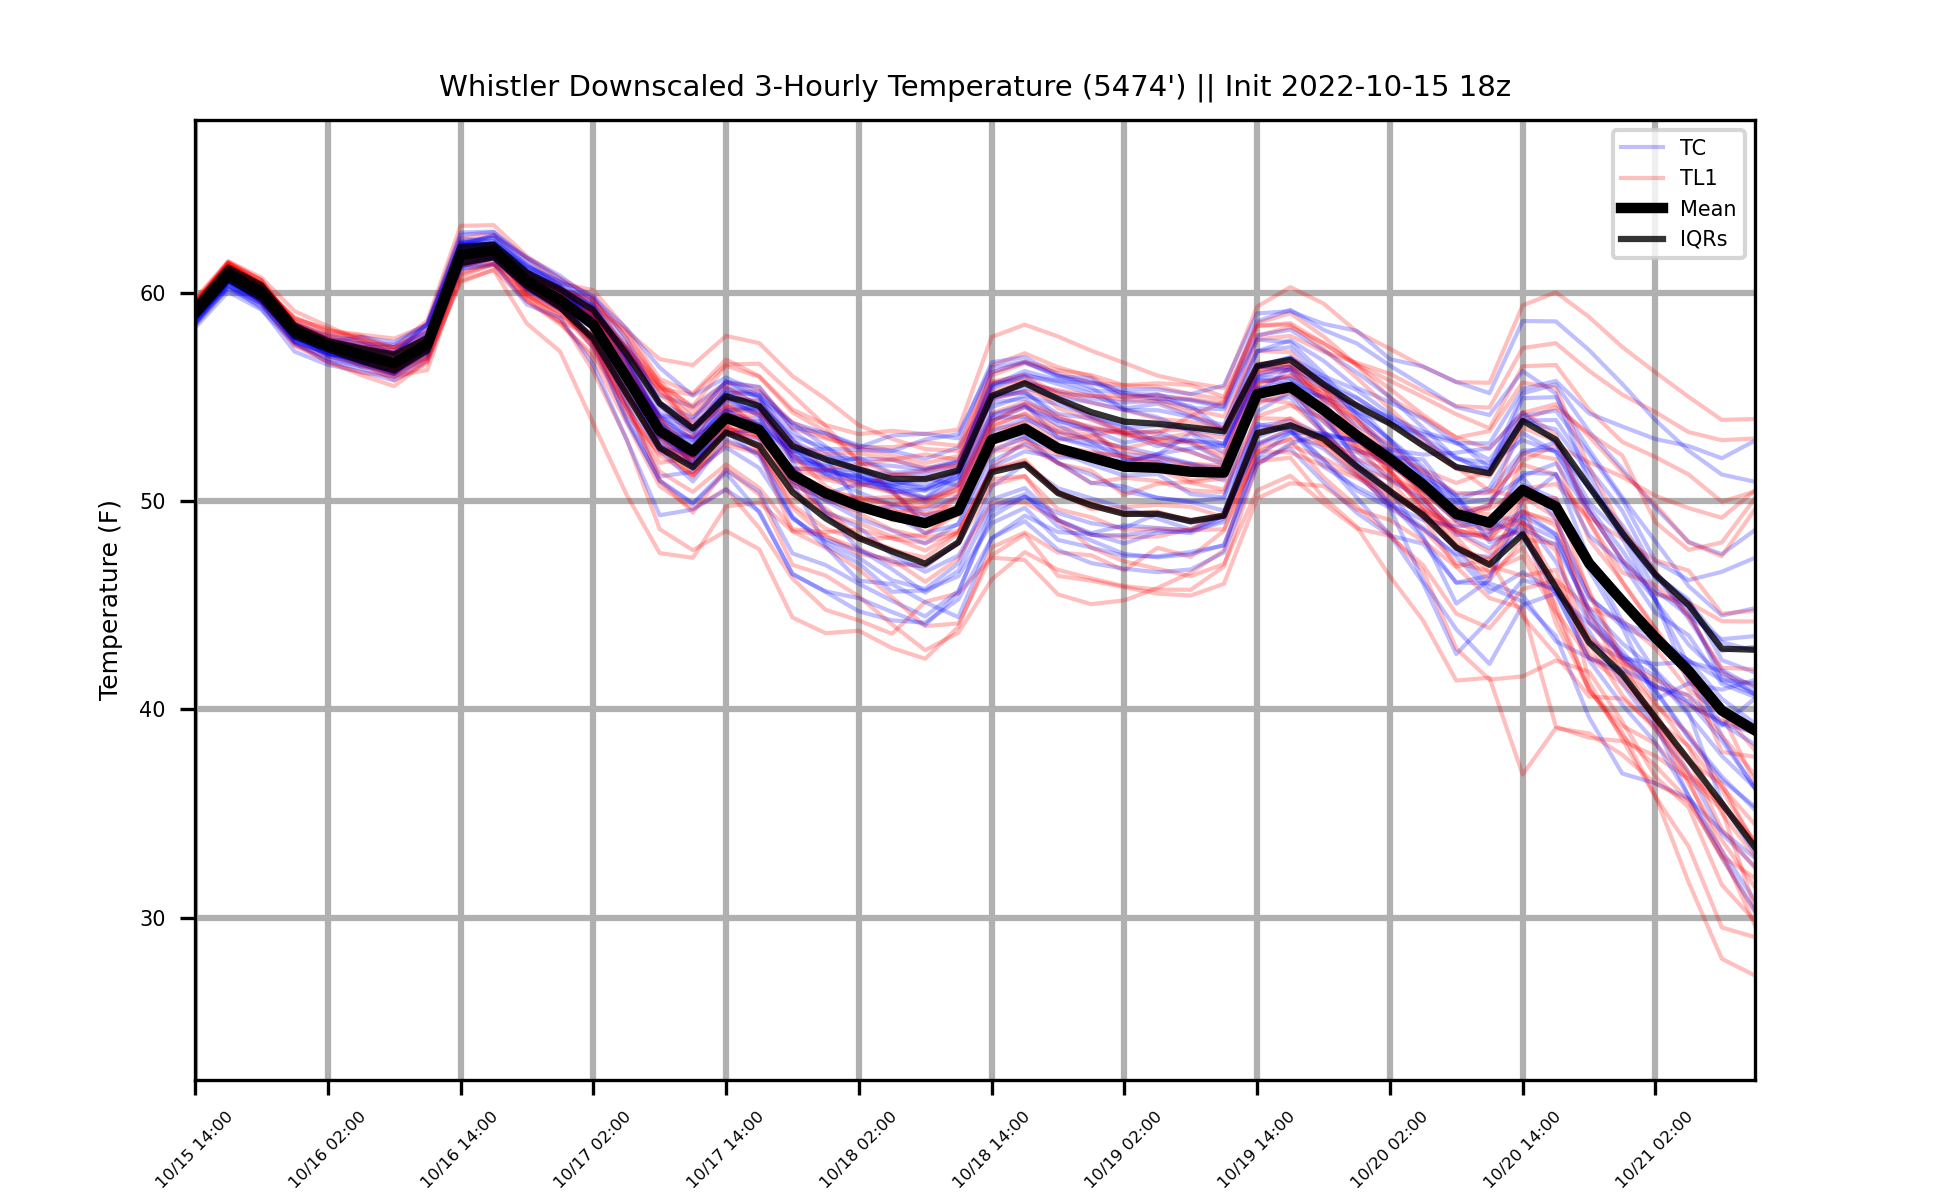 Whistler Downscaled 3-Hourly Temperature (5474') || Init 2022-10-15 18z
TC
TL1
Mean
IQRs
Temperature (F)
60
50
40
30
10/15 14:00
10/16 02:00
10/16 14:00
10/17 02:00
10/17 14:00
10/18 02:00
10/18 14:00
10/19 02:00
10/19 14:00
10/20 02:00
10/20 14:00
10/21 02:00